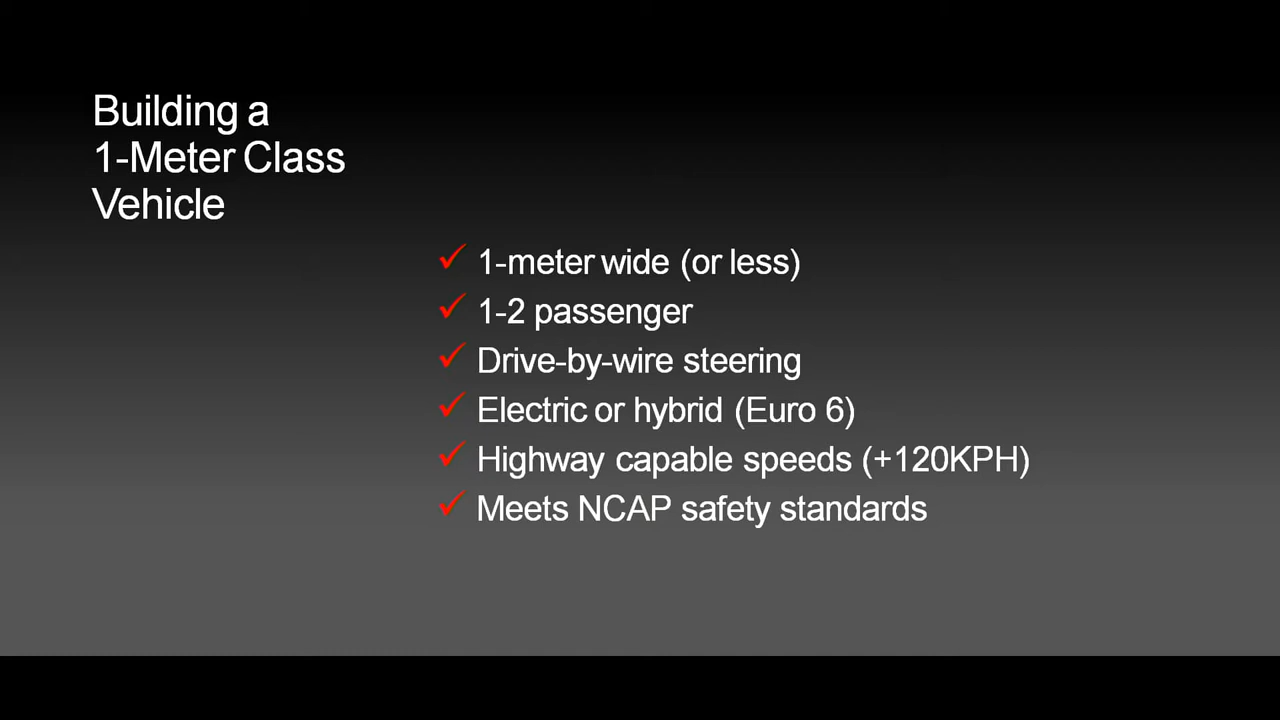 Building a
1-Meter Class
Vehicle
✓ 1-meter wide (or less)
✓ 1-2 passenger
✓ Drive-by-wire steering
✓ Electric or hybrid (Euro 6)
✓ Highway capable speeds (+120KPH)
✓ Meets NCAP safety standards